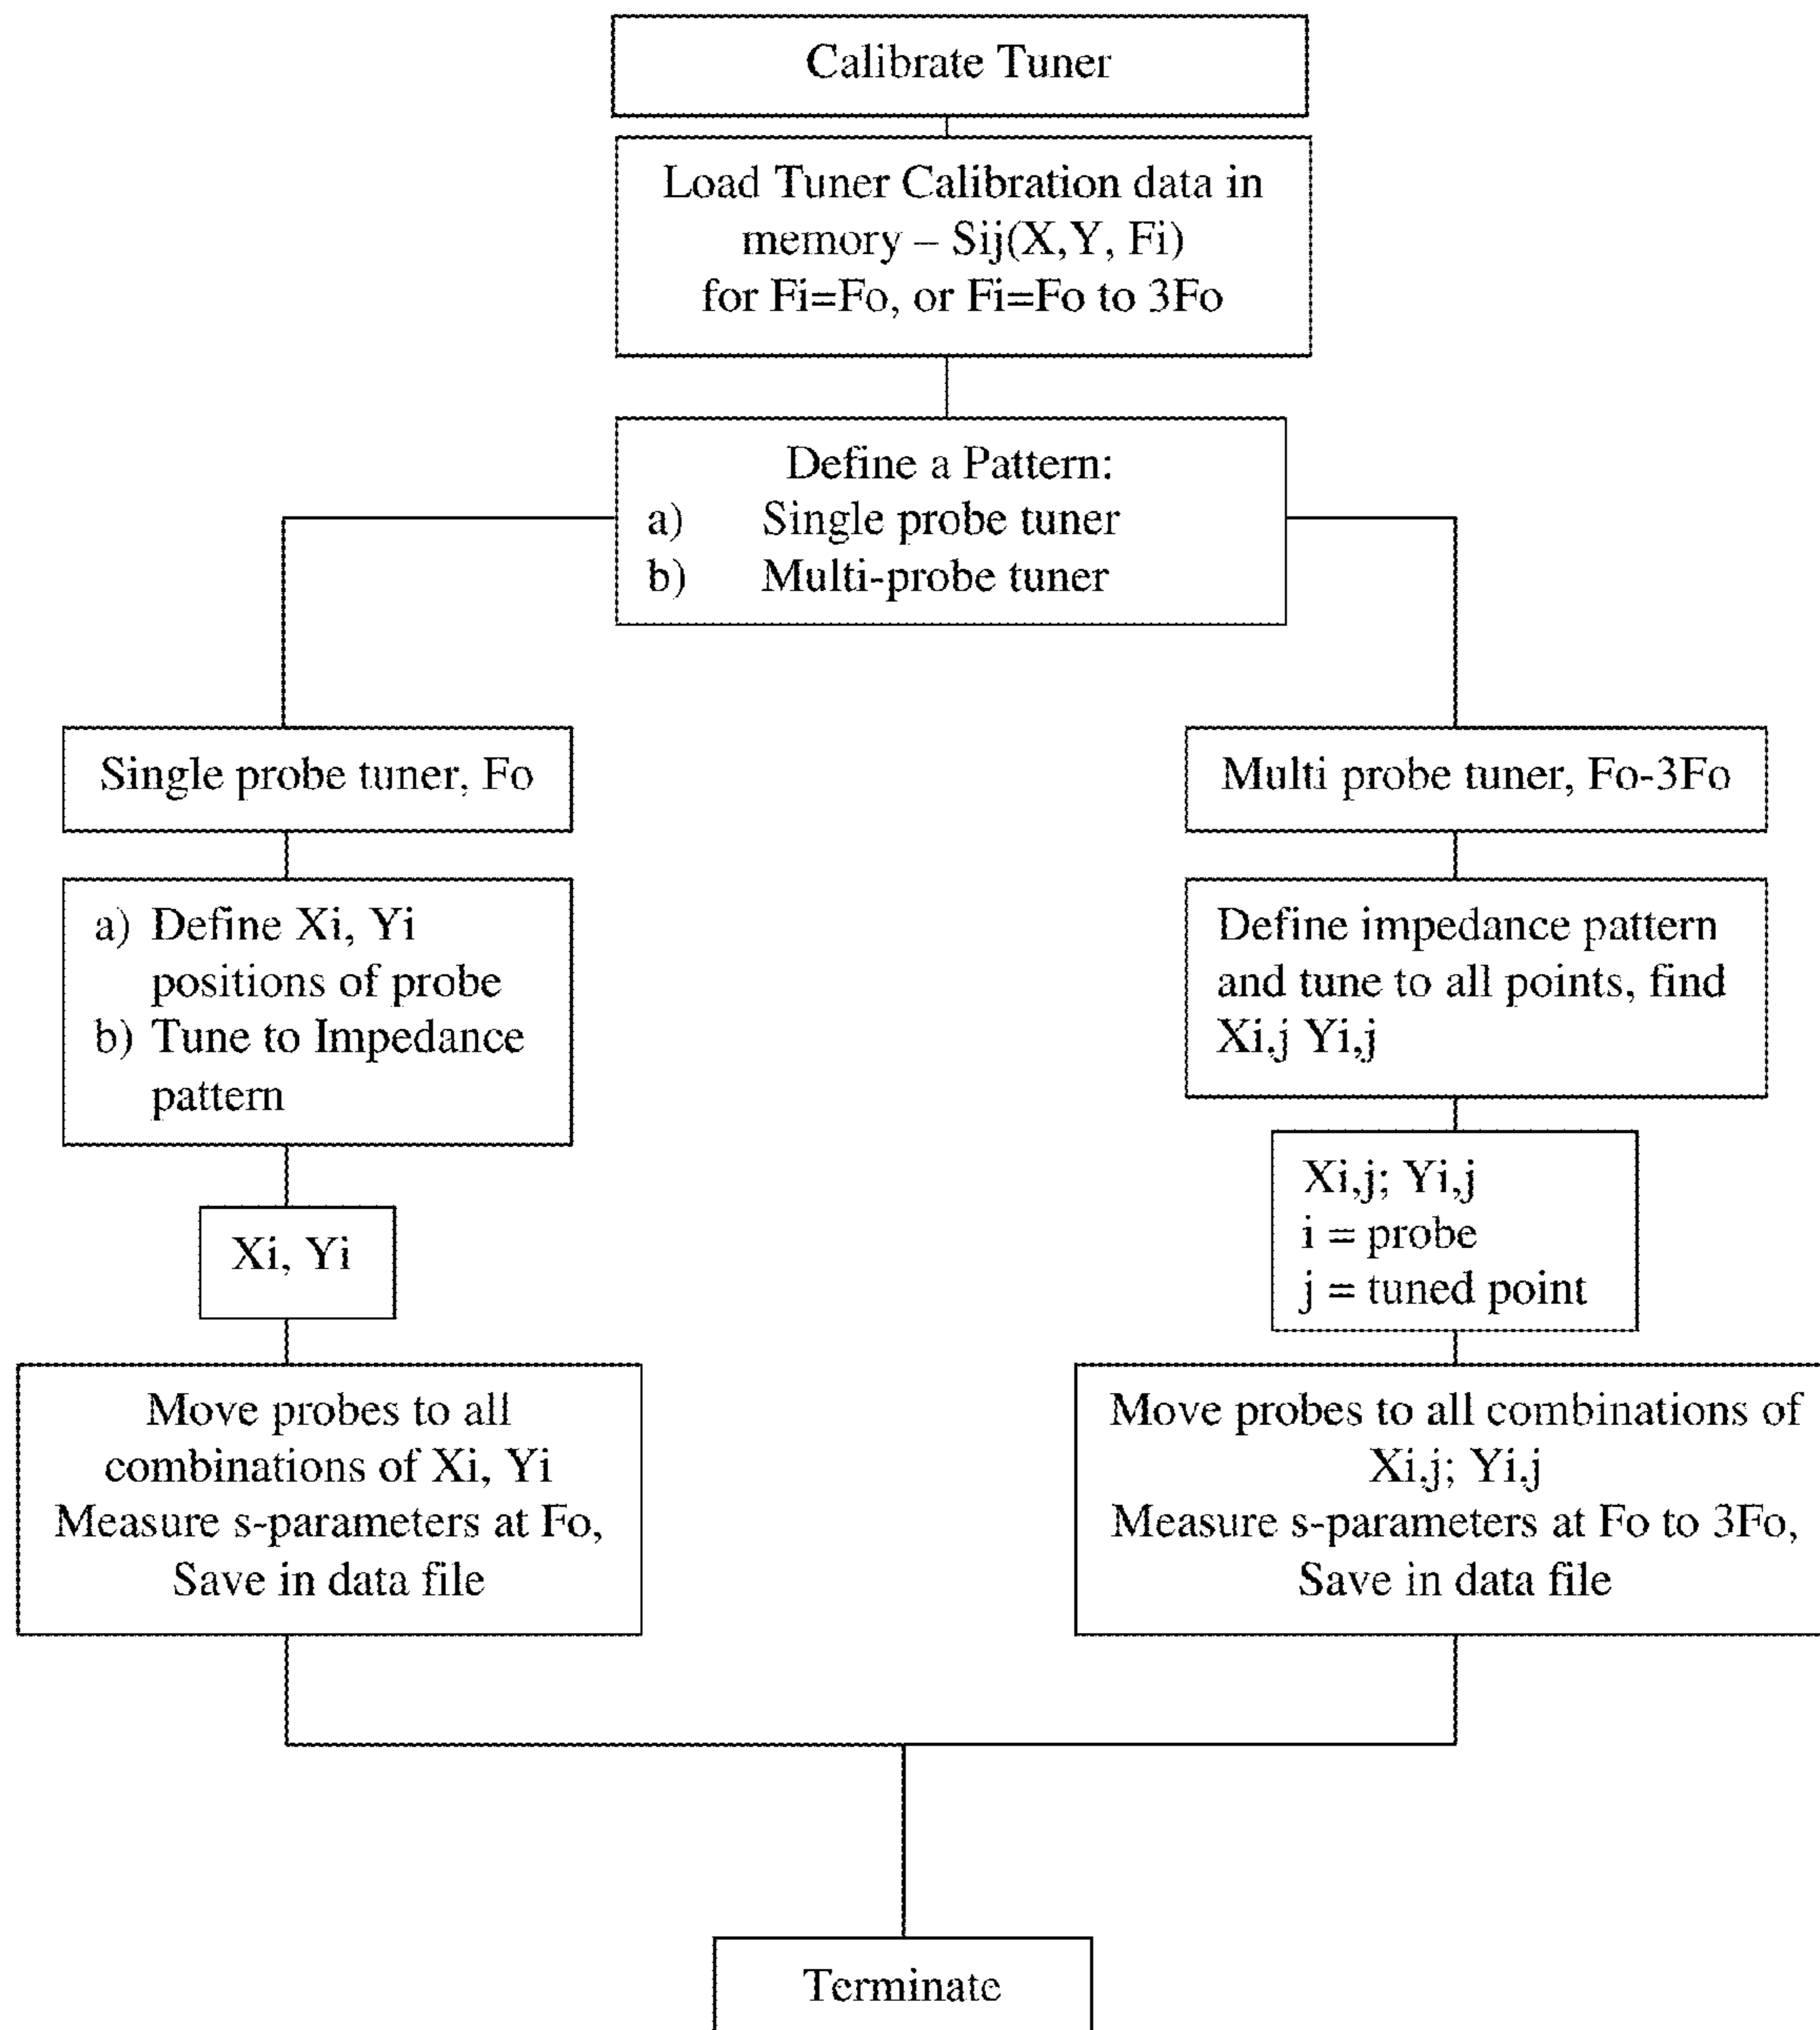 Calibrate Tuner
Load Tuner Calibration data in
memory – Sij(X,Y, Fi)
for Fi=Fo, or Fi=Fo to 3Fo
Define a Pattern:
a) Single probe tuner
b) Multi-probe tuner
Single probe tuner, Fo
a) Define Xi, Yi
positions of probe
b) Tune to Impedance
pattern
Xi, Yi
Move probes to all
combinations of Xi, Yi
Measure s-parameters at Fo,
Save in data file
Multi probe tuner, Fo-3Fo
Define impedance pattern
and tune to all points, find
Xi,j Yi,j
Xi,j; Yi,j
i = probe
j = tuned point
Move probes to all combinations of
Xi,j; Yi,j
Measure s-parameters at Fo to 3Fo,
Save in data file
Terminate